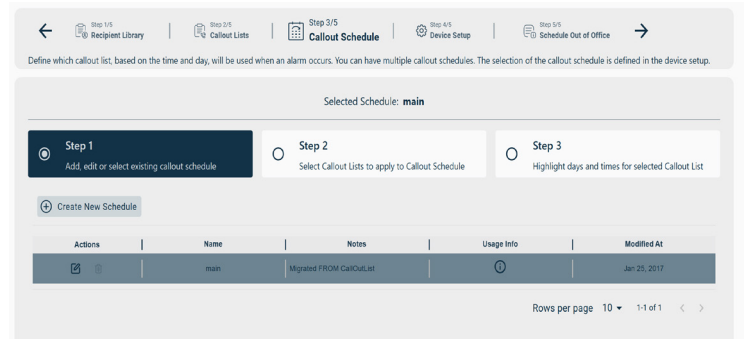 Step 1/5
Recipient Library
Step 2/5
Callout Lists
Step 3/5
Callout Schedule
Step 4/5
Device Setup
Step 5/5
Schedule Out of Office
Define which callout list, based on the time and day, will be used when an alarm occurs. You can have multiple callout schedules. The selection of the callout schedule is defined in the device setup.
Selected Schedule: main
Step 1
Add, edit or select existing callout schedule
Step 2
Select Callout Lists to apply to Callout Schedule
Step 3
Highlight days and times for selected Callout List
Create New Schedule
Actions Name Notes Usage Info Modified At
main Migrated FROM CallOutList Jan 25, 2017
Rows per page 10 1-1 of 1